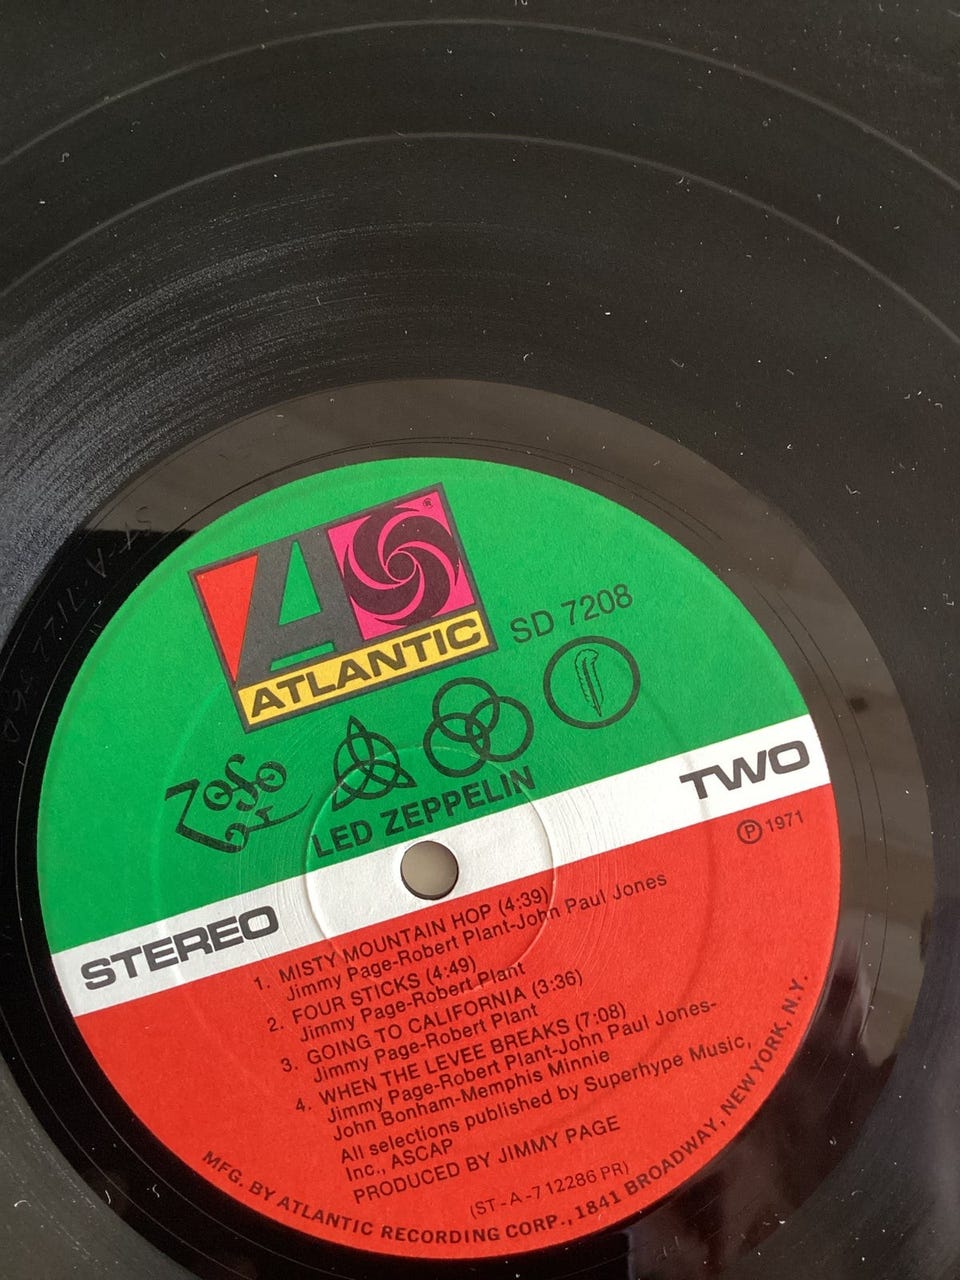 ATLANTIC
®
SD 7208
LED ZEPPELIN
STEREO
TWO
Ⓟ 1971
1. MISTY MOUNTAIN HOP (4:39)
Jimmy Page-Robert Plant-John Paul Jones
2. FOUR STICKS (4:49)
Jimmy Page-Robert Plant
3. GOING TO CALIFORNIA (3:36)
Jimmy Page-Robert Plant
4. WHEN THE LEVEE BREAKS (7:08)
Jimmy Page-Robert Plant-John Paul Jones-
John Bonham-Memphis Minnie
All selections published by Superhype Music,
Inc., ASCAP
PRODUCED BY JIMMY PAGE
(ST-A-712286 PR)
MFG. BY ATLANTIC RECORDING CORP., 1841 BROADWAY, NEW YORK, N.Y.